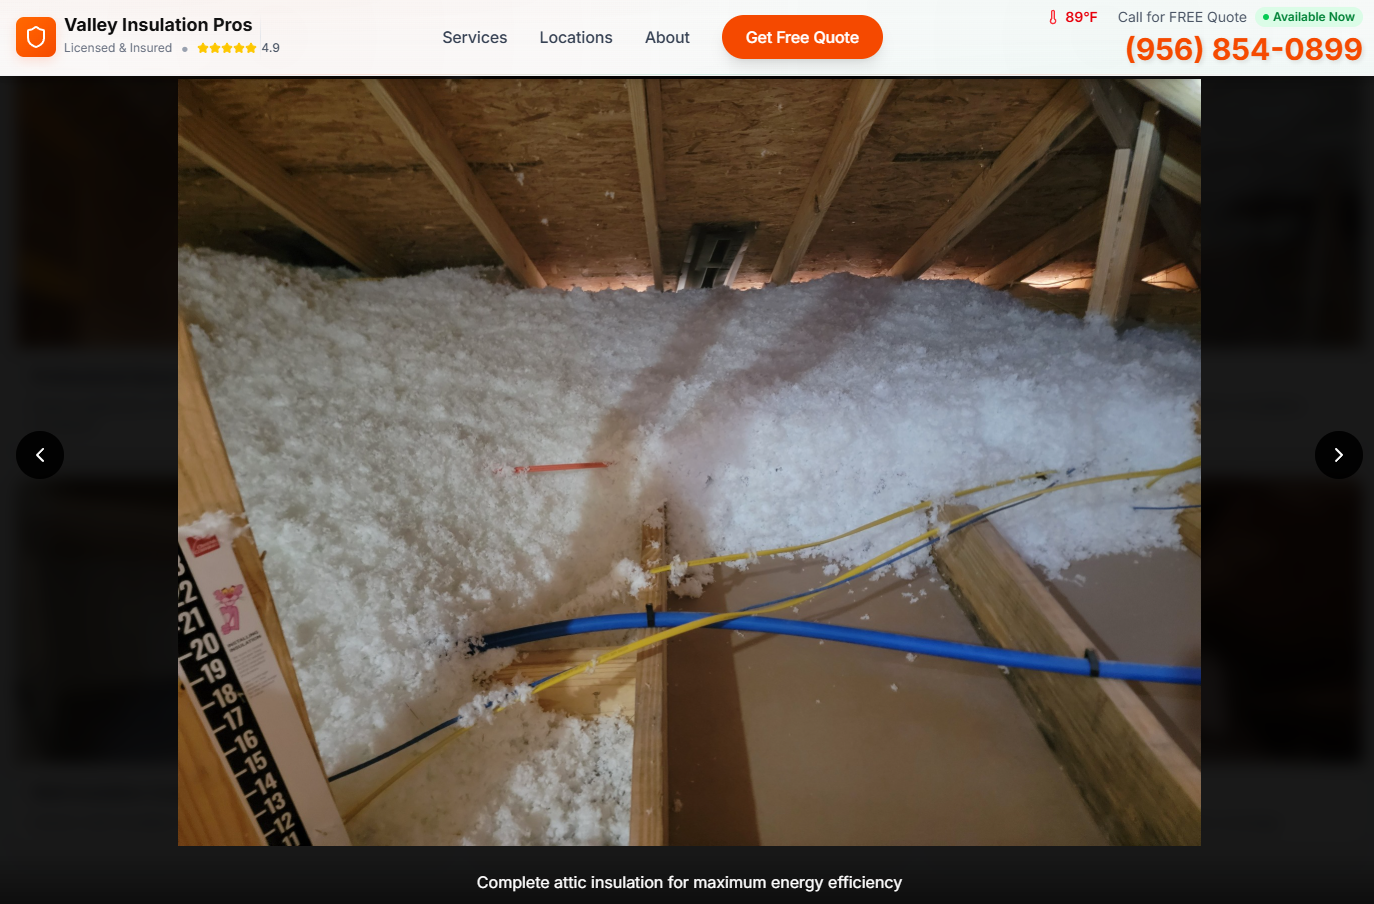 Valley Insulation Pros
Licensed & Insured
4.9
Services
Locations
About
Get Free Quote
89°F
Call for FREE Quote
Available Now
(956) 854-0899
22
21
20
19
18
17
16
15
14
13
12
11
INSTALLING
INSULATION:
Complete attic insulation for maximum energy efficiency